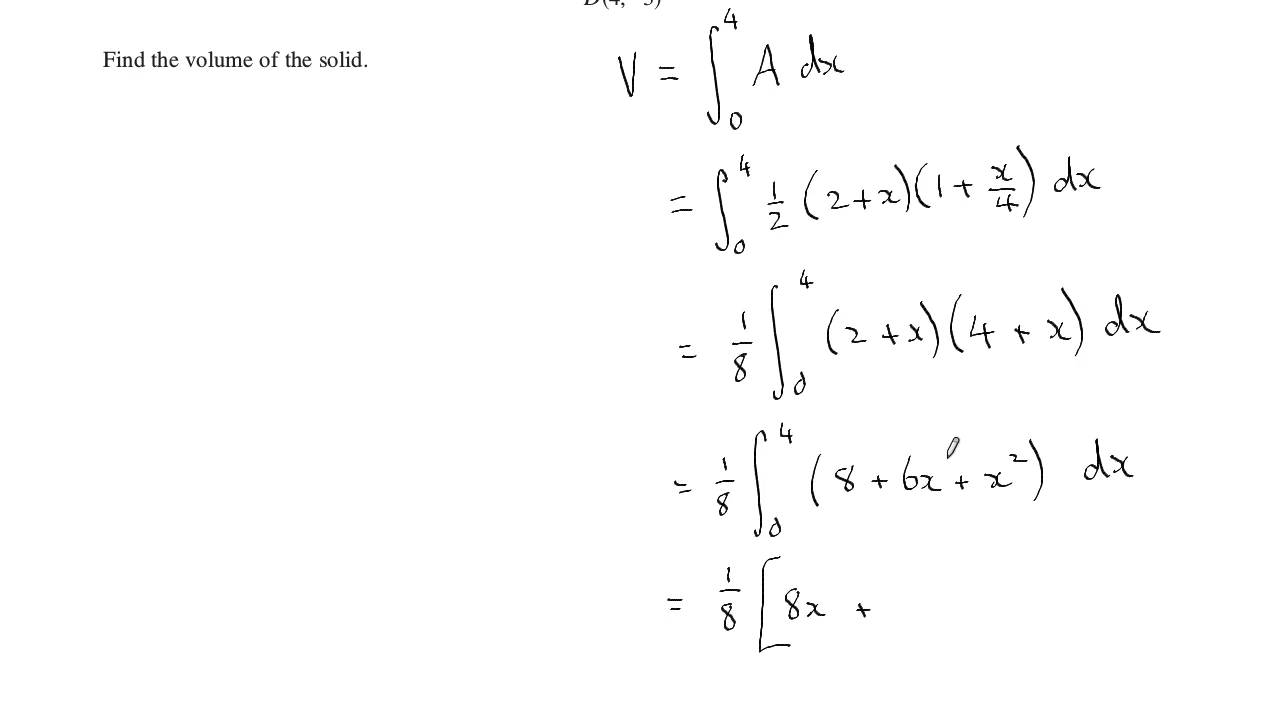 Find the volume of the solid.
V = ∫₀⁴ A dx
= ∫₀⁴ 1/2 (2+x)(1 + x/4) dx
= 1/8 ∫₀⁴ (2+x)(4 + x) dx
= 1/8 ∫₀⁴ (8 + 6x + x²) dx
= 1/8 [8x +